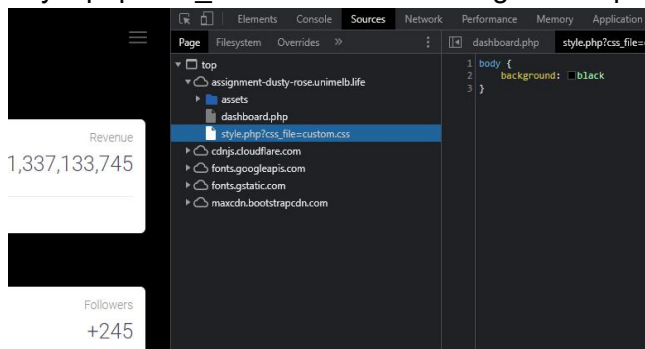 Elements Console Sources Network Performance Memory Application
Page Filesystem Overrides »
dashboard.php style.php?css_file=
top
assignment-dusty-rose.unimelb.life
assets
dashboard.php
style.php?css_file=custom.css
cdnjs.cloudflare.com
fonts.googleapis.com
fonts.gstatic.com
maxcdn.bootstrapcdn.com
1 body {
2 background: black
3 }
Revenue
1,337,133,745
Followers
+245